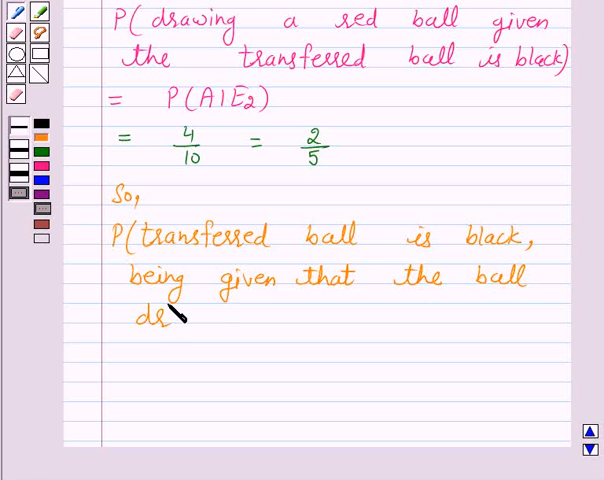 P( drawing a red ball given
the transferred ball is black)
= P(A|E₂)
= 4/10 = 2/5
So,
P( transferred ball is black,
being given that the ball
dr